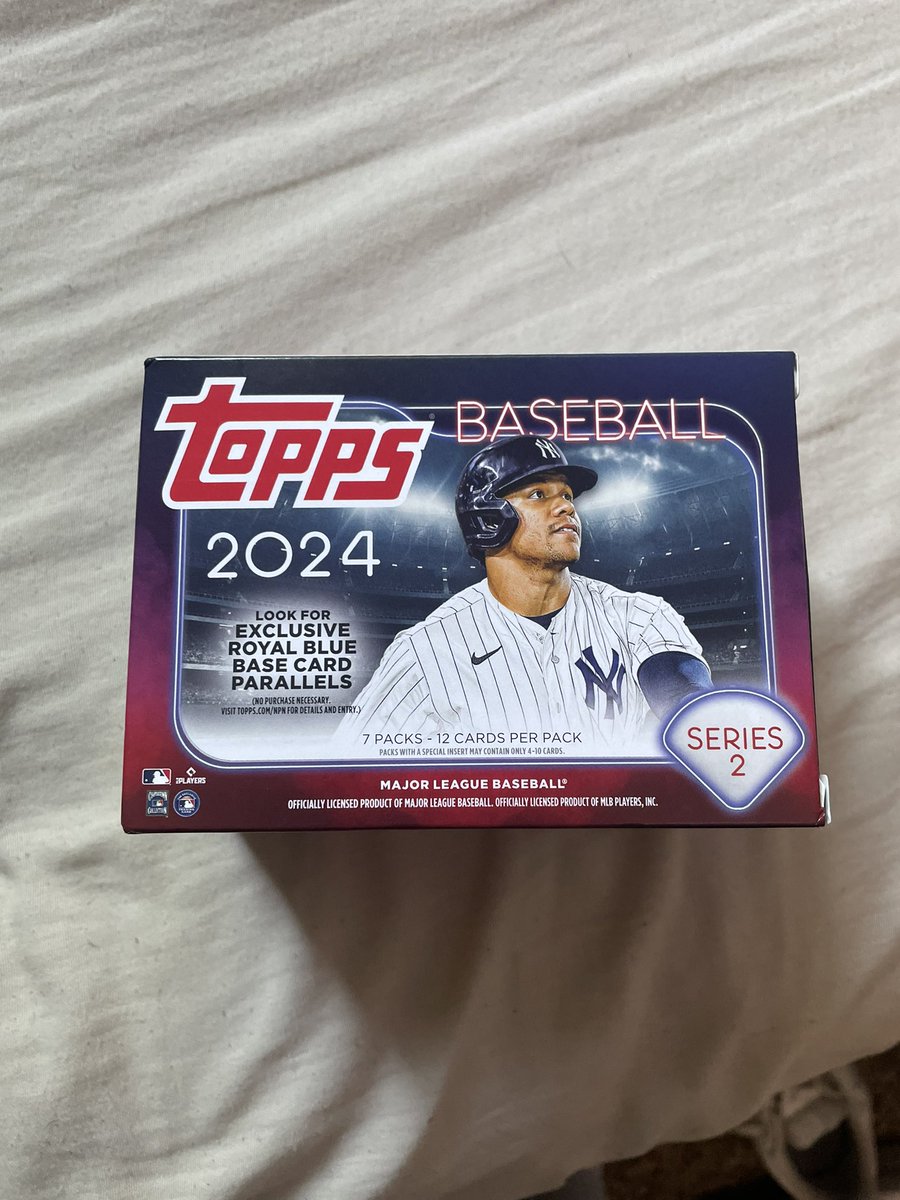 TOPPS
BASEBALL
2024
LOOK FOR
EXCLUSIVE
ROYAL BLUE
BASE CARD
PARALLELS
(NO PURCHASE NECESSARY.
VISIT TOPPS.COM/NPN FOR DETAILS AND ENTRY.)
NY
NY
7 PACKS - 12 CARDS PER PACK
PACKS WITH A SPECIAL INSERT MAY CONTAIN ONLY 4-10 CARDS.
SERIES
2
PLAYERS
MAJOR LEAGUE BASEBALL®
OFFICIALLY LICENSED PRODUCT OF MAJOR LEAGUE BASEBALL. OFFICIALLY LICENSED PRODUCT OF MLB PLAYERS, INC.